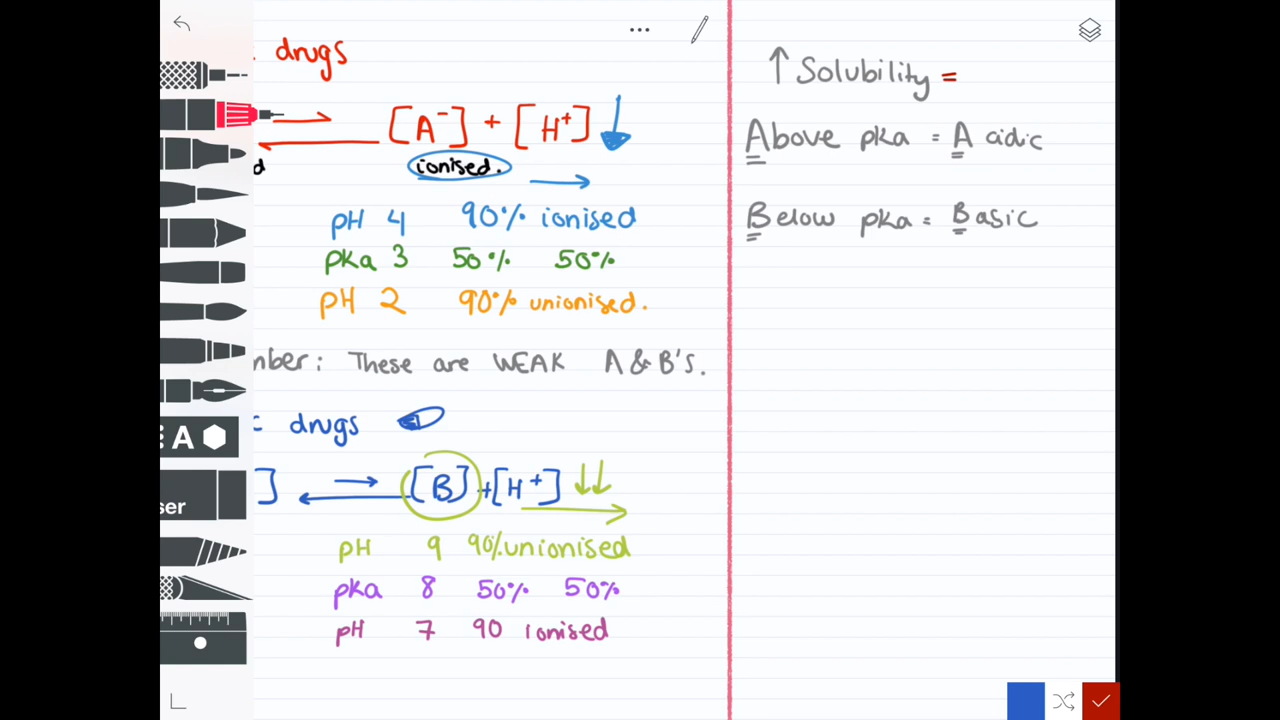 drugs
[A⁻] + [H⁺] ↓
d
ionised.
pH 4 90% ionised
pka 3 50% 50%
pH 2 90% unionised.
mber: These are WEAK A & B's.
c drugs
] [B] + [H⁺] ↓↓
pH 9 90% unionised
pka 8 50% 50%
pH 7 90 ionised
↑ Solubility =
Above pka = A cidic
Below pka = Basic
A
ser